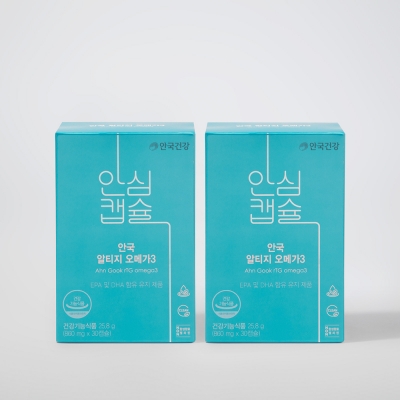 안국건강
안심
캡슐
안국
알티지 오메가3
Ahn Gook rTG omega3
EPA 및 DHA 함유 유지 제품
건강기능식품 25.8 g
(860 mg x 30캡슐)
안국건강
안심
캡슐
안국
알티지 오메가3
Ahn Gook rTG omega3
EPA 및 DHA 함유 유지 제품
건강기능식품 25.8 g
(860 mg x 30캡슐)